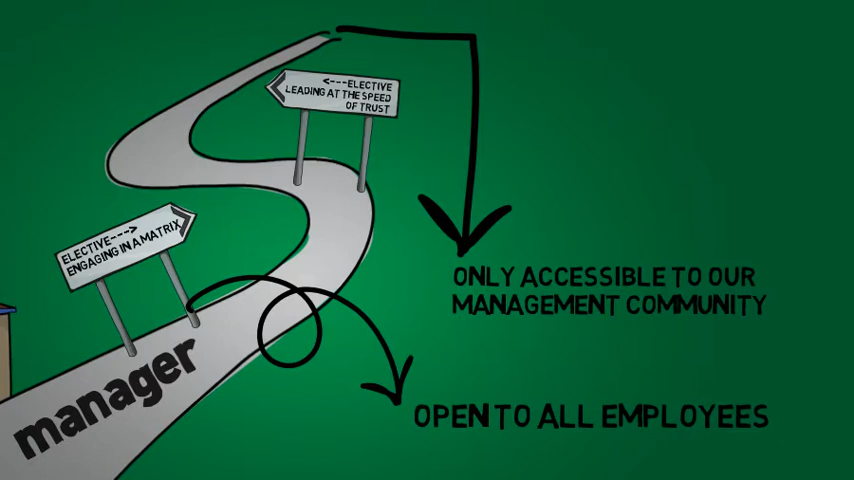 <---ELECTIVE
LEADING AT THE SPEED
OF TRUST
ELECTIVE--->
ENGAGING IN A MATRIX
ONLY ACCESSIBLE TO OUR
MANAGEMENT COMMUNITY
manager
OPEN TO ALL EMPLOYEES